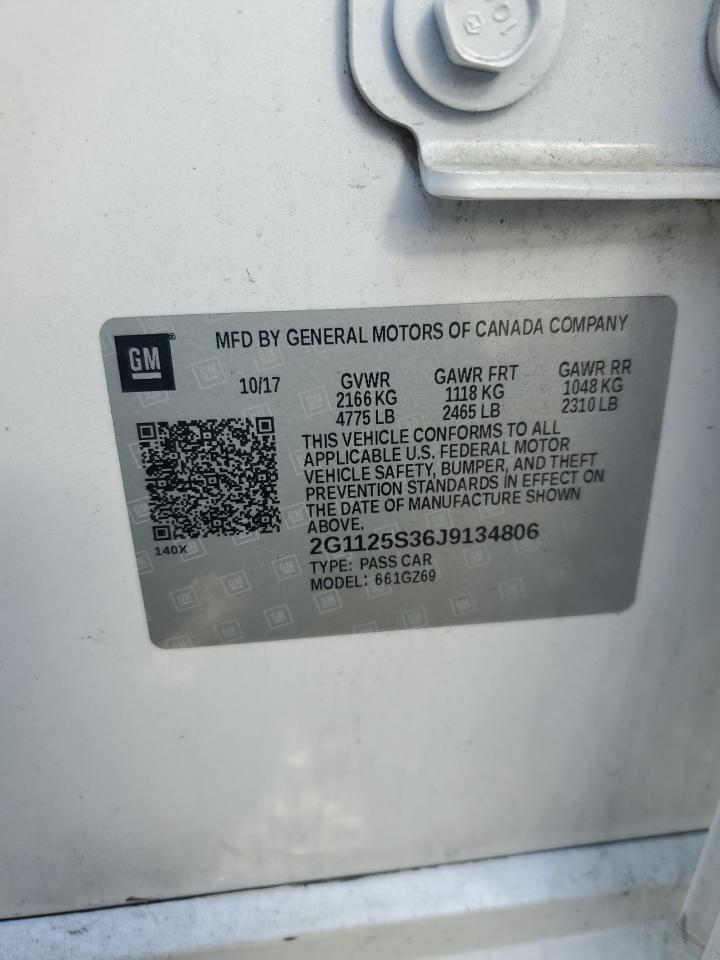 GM
MFD BY GENERAL MOTORS OF CANADA COMPANY
10/17 GVWR GAWR FRT GAWR RR
2166 KG 1118 KG 1048 KG
4775 LB 2465 LB 2310 LB
THIS VEHICLE CONFORMS TO ALL
APPLICABLE U.S. FEDERAL MOTOR
VEHICLE SAFETY, BUMPER, AND THEFT
PREVENTION STANDARDS IN EFFECT ON
THE DATE OF MANUFACTURE SHOWN
ABOVE.
140X
2G1125S36J9134806
TYPE: PASS CAR
MODEL: 661GZ69